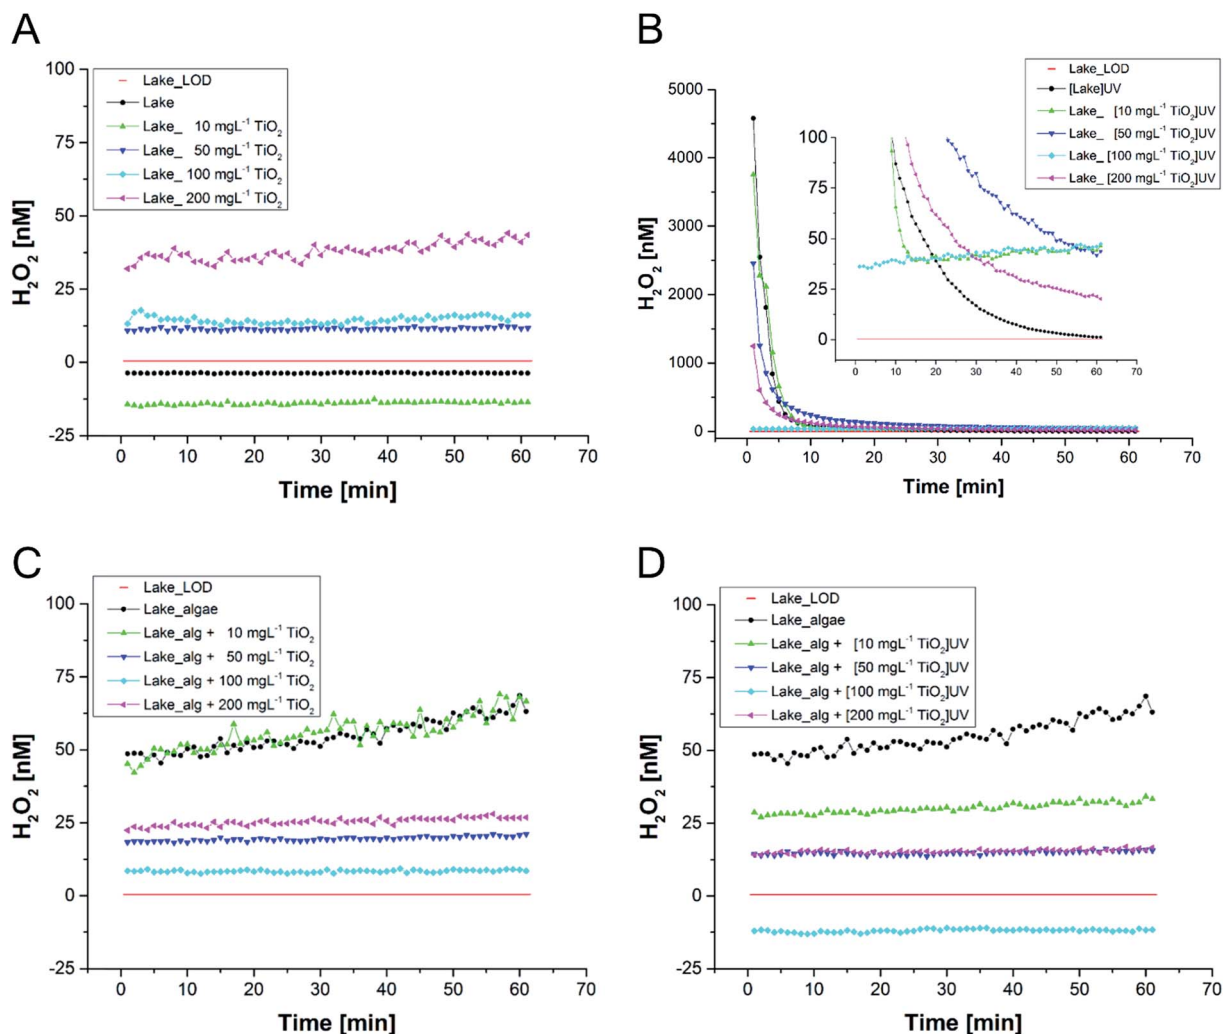 A
H₂O₂ [nM]
100
75
50
25
0
-25
Lake_LOD
Lake
Lake_ 10 mgL⁻¹ TiO₂
Lake_ 50 mgL⁻¹ TiO₂
Lake_ 100 mgL⁻¹ TiO₂
Lake_ 200 mgL⁻¹ TiO₂
0 10 20 30 40 50 60 70
Time [min]
B
H₂O₂ [nM]
5000
4000
3000
2000
1000
0
Lake_LOD
[Lake]UV
Lake_ [10 mgL⁻¹ TiO₂]UV
Lake_ [50 mgL⁻¹ TiO₂]UV
Lake_ [100 mgL⁻¹ TiO₂]UV
Lake_ [200 mgL⁻¹ TiO₂]UV
100
75
50
25
0
0 10 20 30 40 50 60 70
0 10 20 30 40 50 60 70
Time [min]
C
H₂O₂ [nM]
100
75
50
25
0
-25
Lake_LOD
Lake_algae
Lake_alg + 10 mgL⁻¹ TiO₂
Lake_alg + 50 mgL⁻¹ TiO₂
Lake_alg + 100 mgL⁻¹ TiO₂
Lake_alg + 200 mgL⁻¹ TiO₂
0 10 20 30 40 50 60 70
Time [min]
D
H₂O₂ [nM]
100
75
50
25
0
-25
Lake_LOD
Lake_algae
Lake_alg + [10 mgL⁻¹ TiO₂]UV
Lake_alg + [50 mgL⁻¹ TiO₂]UV
Lake_alg + [100 mgL⁻¹ TiO₂]UV
Lake_alg + [200 mgL⁻¹ TiO₂]UV
0 10 20 30 40 50 60 70
Time [min]